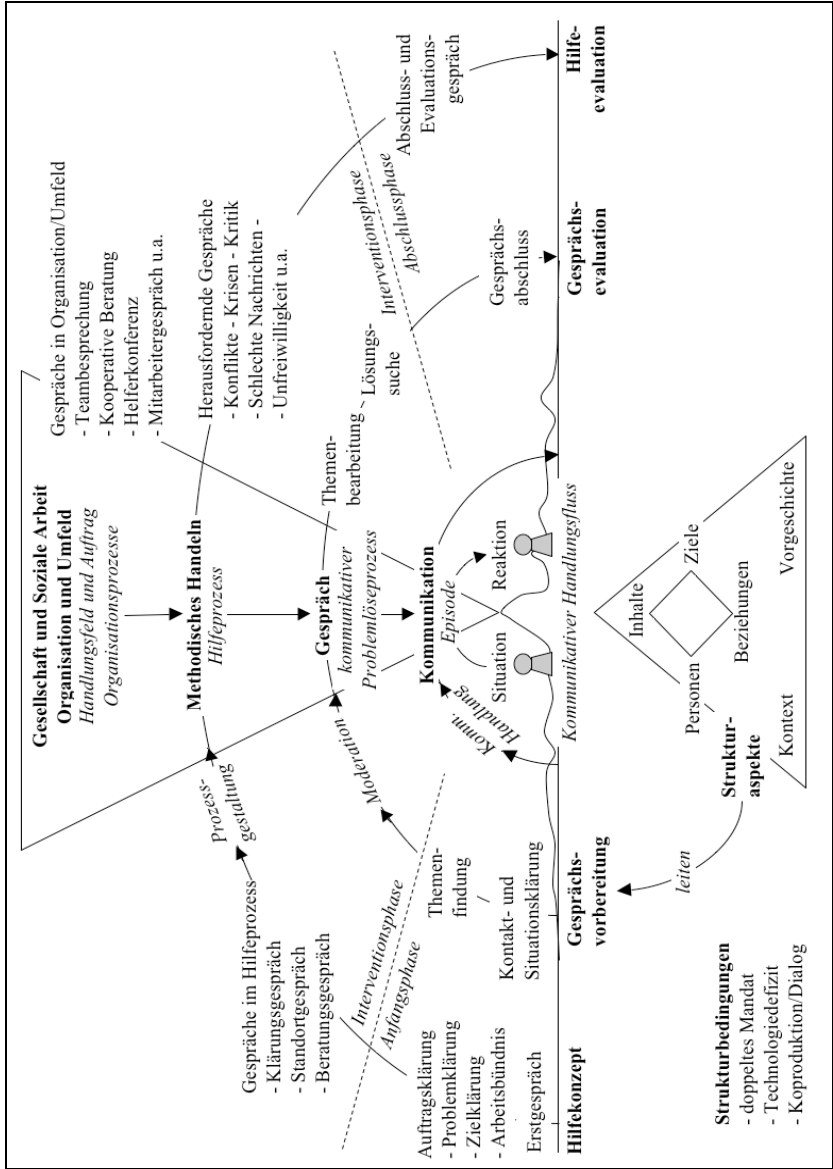 Gesellschaft und Soziale Arbeit
Organisation und Umfeld
Handlungsfeld und Auftrag
Organisationsprozesse
Gespräche in Organisation/Umfeld
- Teambesprechung
- Kooperative Beratung
- Helferkonferenz
- Mitarbeitergespräch u.a.
Prozess-
gestaltung
Methodisches Handeln
Hilfeprozess
Herausfordernde Gespräche
- Konflikte - Krisen - Kritik
- Schlechte Nachrichten -
- Unfreiwilligkeit u.a.
Gespräche im Hilfeprozess
- Klärungsgespräch
- Standortgespräch
- Beratungsgespräch
Moderation
Gespräch
kommunikativer
Problemlöseprozess
Themen-
bearbeitung
Lösungs-
suche
Interventionsphase
Anfangsphase
Interventionsphase
Abschlussphase
Auftragsklärung
- Problemklärung
- Zielklärung
- Arbeitsbündnis
Erstgespräch
Themen-
findung
Kontakt- und
Situationsklärung
Komm.
Handlung
Kommunikation
Episode
Situation
Reaktion
Gesprächs-
abschluss
Abschluss- und
Evaluations-
gespräch
Hilfekonzept
Gesprächs-
vorbereitung
Kommunikativer Handlungsfluss
Gesprächs-
evaluation
Hilfe-
evaluation
leiten
Struktur-
aspekte
Inhalte
Personen
Ziele
Beziehungen
Kontext
Vorgeschichte
Strukturbedingungen
- doppeltes Mandat
- Technologiedefizit
- Koproduktion/Dialog